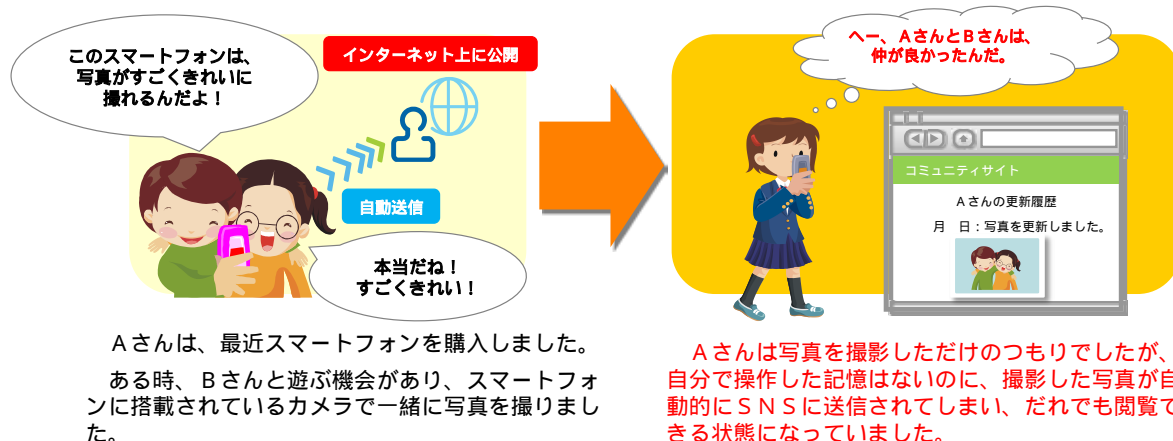 このスマートフォンは、
写真がすごくきれいに
撮れるんだよ！
インターネット上に公開
自動送信
本当だね！
すごくきれい！
　Ａさんは、最近スマートフォンを購入しました。
　ある時、Ｂさんと遊ぶ機会があり、スマートフォ
ンに搭載されているカメラで一緒に写真を撮りまし
た。
へー、ＡさんとＢさんは、
仲が良かったんだ。
コミュニティサイト
Ａさんの更新履歴
月　日：写真を更新しました。
　Ａさんは写真を撮影しただけのつもりでしたが、
自分で操作した記憶はないのに、撮影した写真が自
動的にＳＮＳに送信されてしまい、だれでも閲覧で
きる状態になっていました。